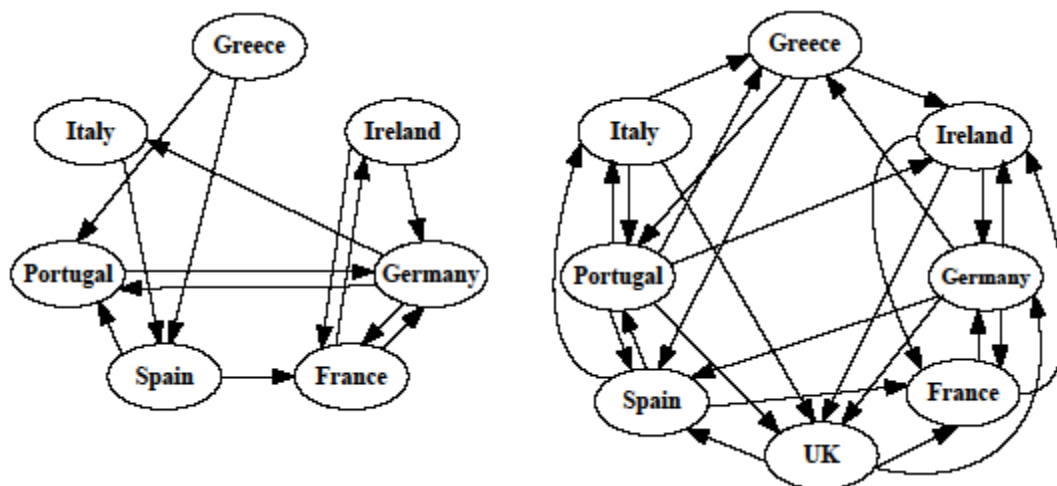 Greece
Italy
Ireland
Portugal
Germany
Spain
France
Greece
Italy
Ireland
Portugal
Germany
Spain
France
UK